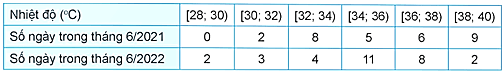 Nhiệt độ (°C) [28; 30) [30; 32) [32; 34) [34; 36) [36; 38) [38; 40)
Số ngày trong tháng 6/2021 0 2 8 5 6 9
Số ngày trong tháng 6/2022 2 3 4 11 8 2